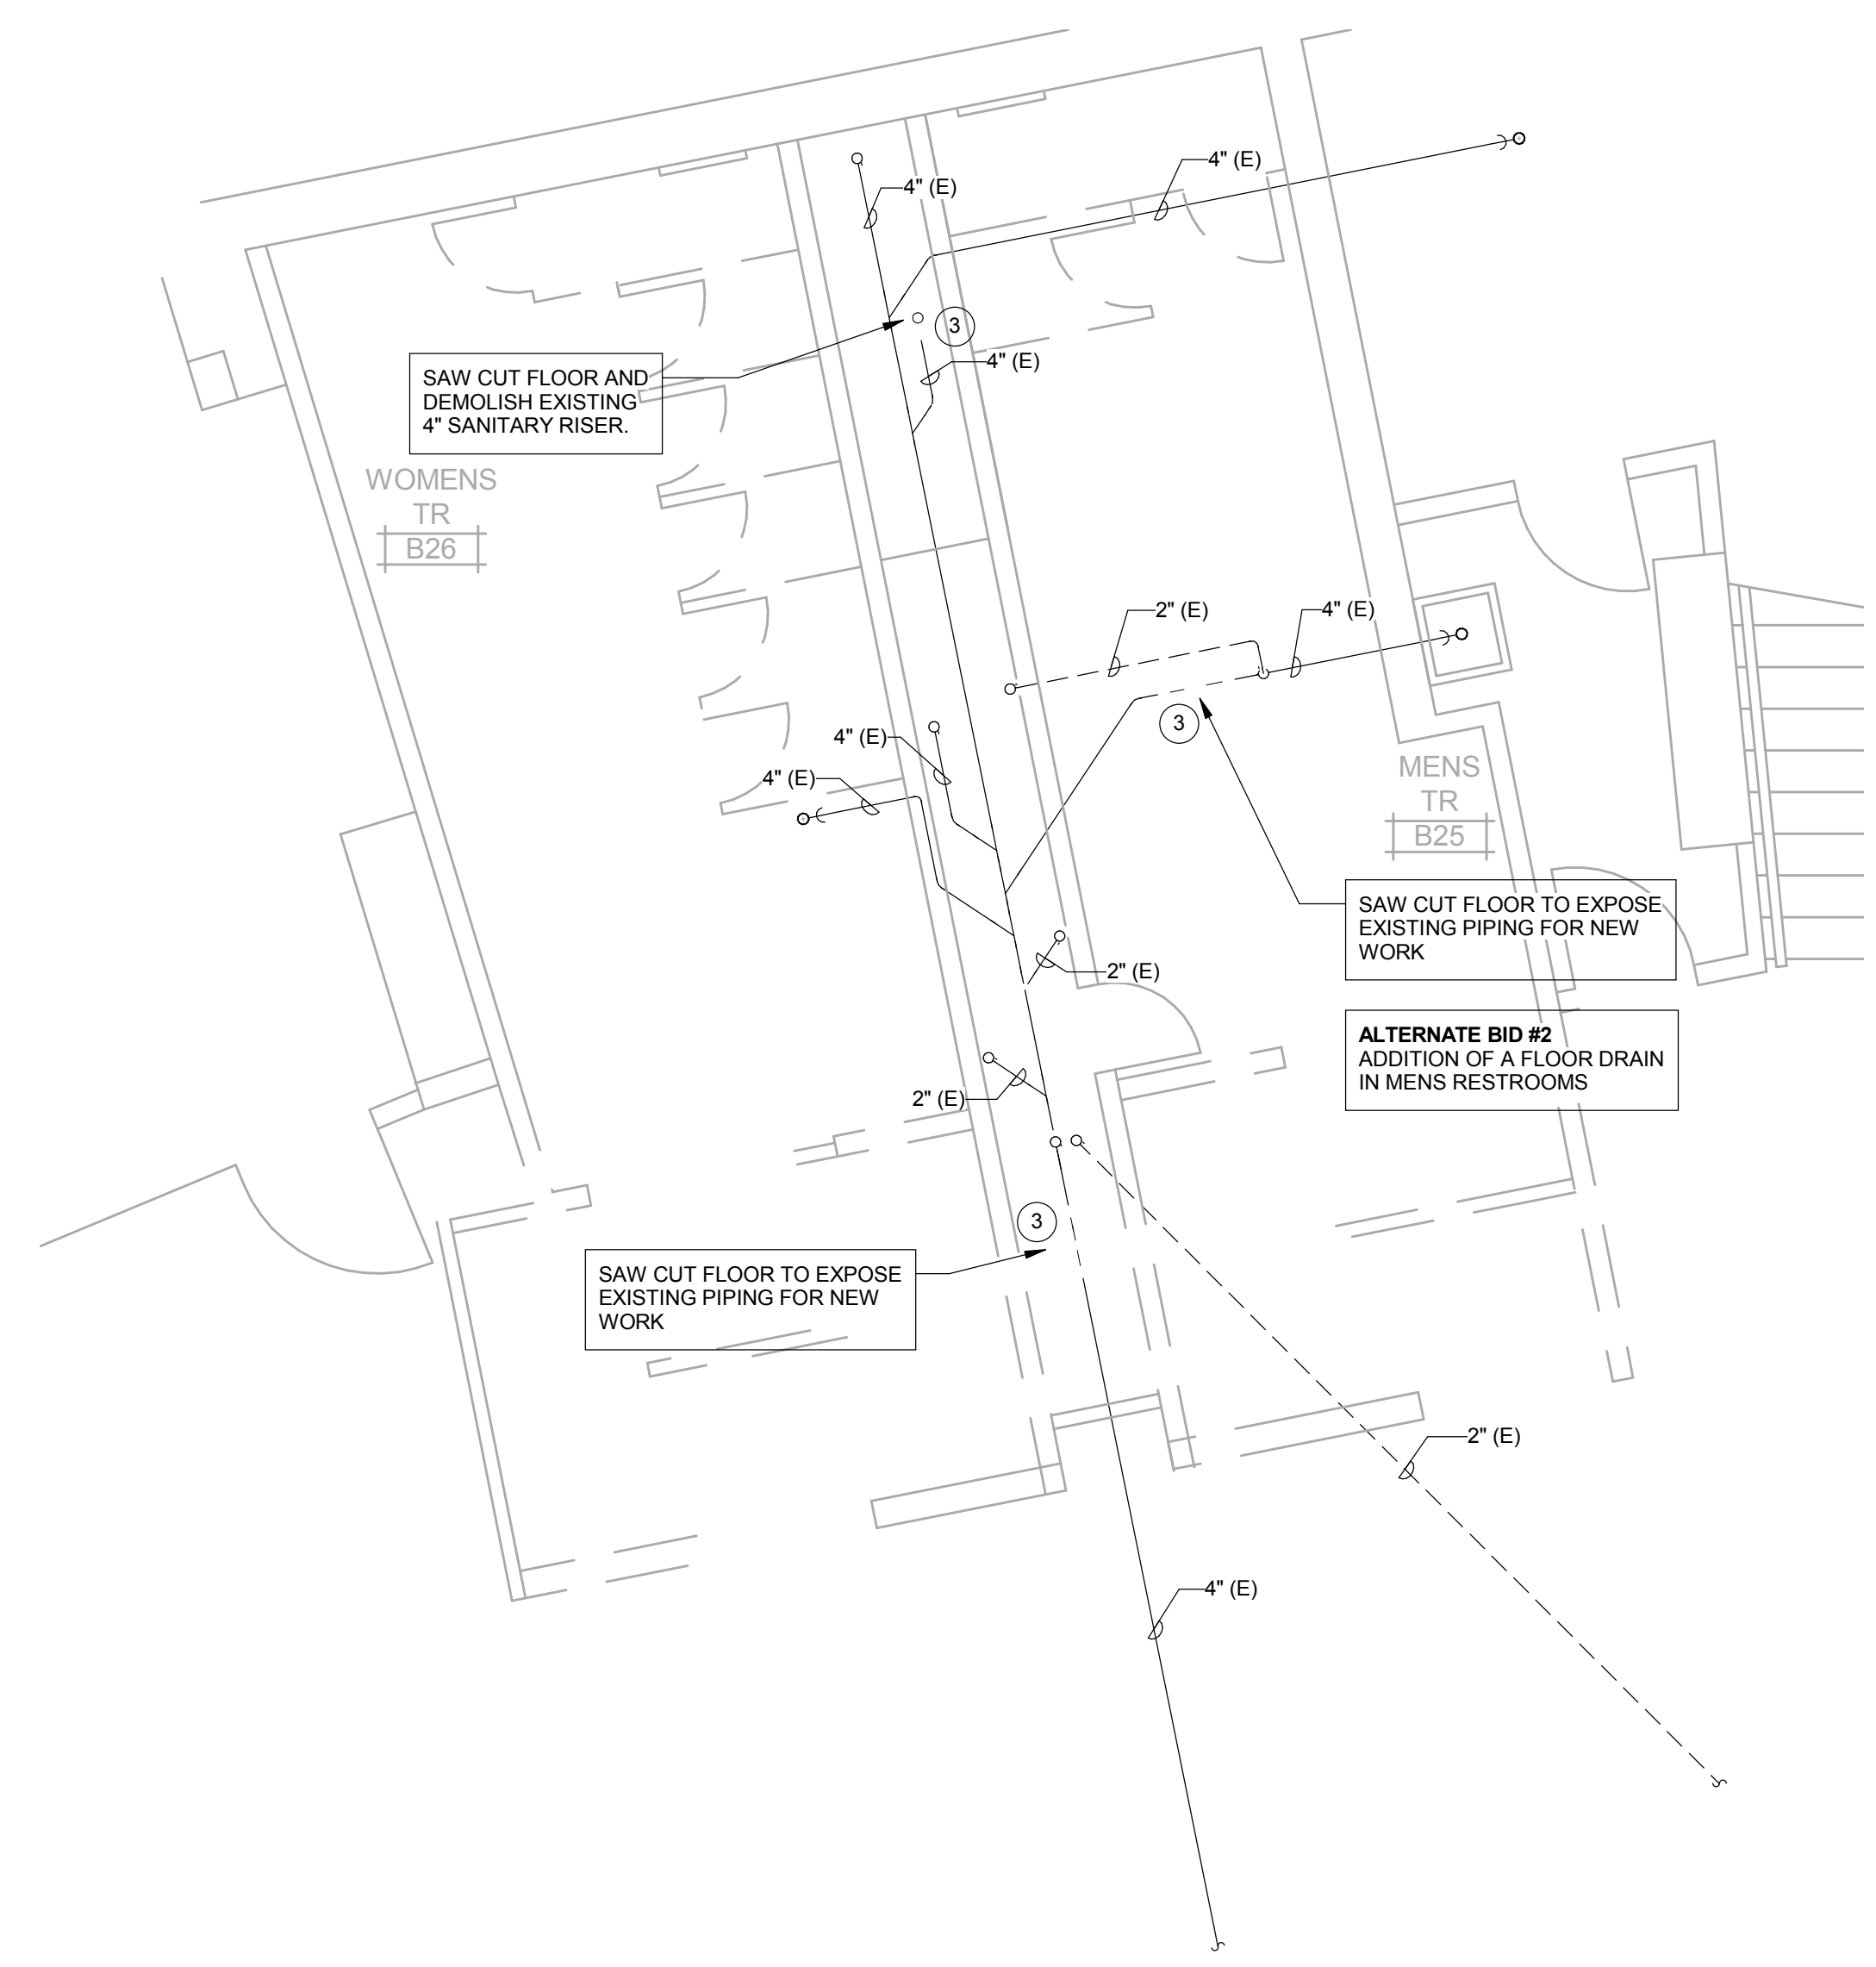 4" (E)
4" (E)
3
4" (E)
SAW CUT FLOOR AND
DEMOLISH EXISTING
4" SANITARY RISER.
WOMENS
TR
B26
2" (E)
4" (E)
3
4" (E)
4" (E)
MENS
TR
B25
SAW CUT FLOOR TO EXPOSE
EXISTING PIPING FOR NEW
WORK
2" (E)
ALTERNATE BID #2
ADDITION OF A FLOOR DRAIN
IN MENS RESTROOMS
2" (E)
3
SAW CUT FLOOR TO EXPOSE
EXISTING PIPING FOR NEW
WORK
2" (E)
4" (E)